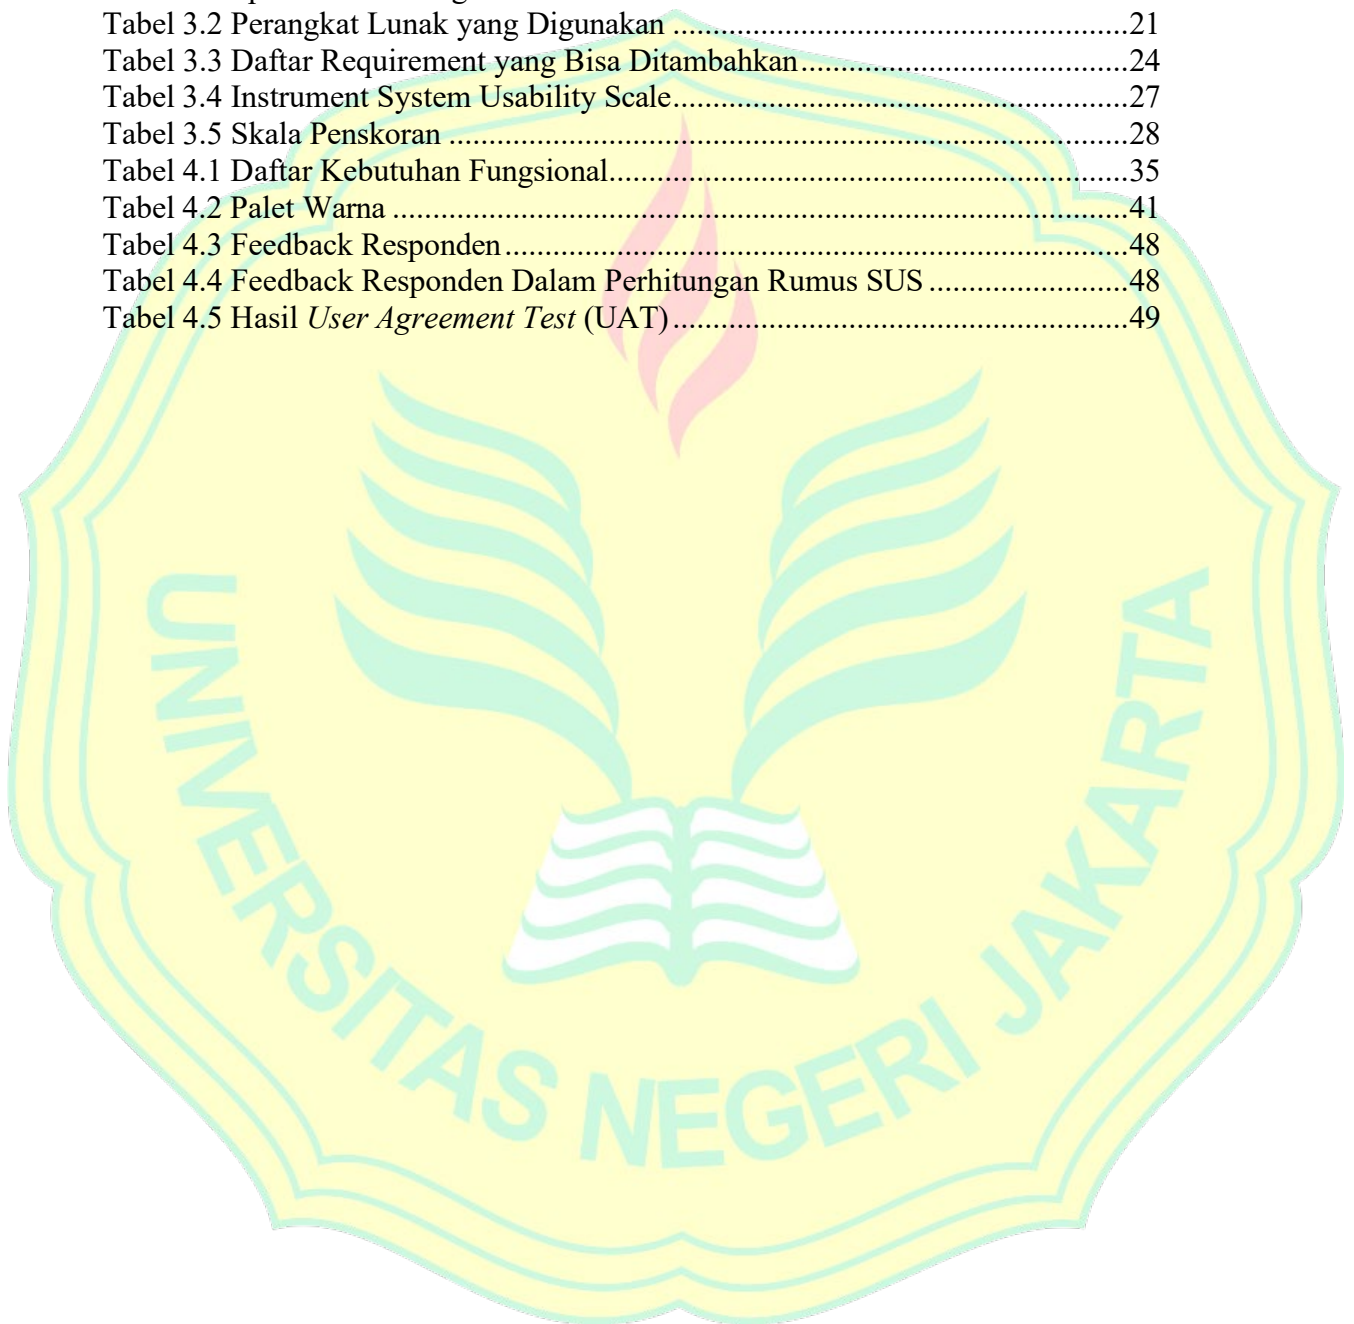 Tabel 3.2 Perangkat Lunak yang Digunakan ........................................................21
Tabel 3.3 Daftar Requirement yang Bisa Ditambahkan........................................24
Tabel 3.4 Instrument System Usability Scale........................................................27
Tabel 3.5 Skala Penskoran ....................................................................................28
Tabel 4.1 Daftar Kebutuhan Fungsional................................................................35
Tabel 4.2 Palet Warna ...........................................................................................41
Tabel 4.3 Feedback Responden.............................................................................48
Tabel 4.4 Feedback Responden Dalam Perhitungan Rumus SUS ........................48
Tabel 4.5 Hasil User Agreement Test (UAT)........................................................49
UNIVERSITAS NEGERI JAKARTA